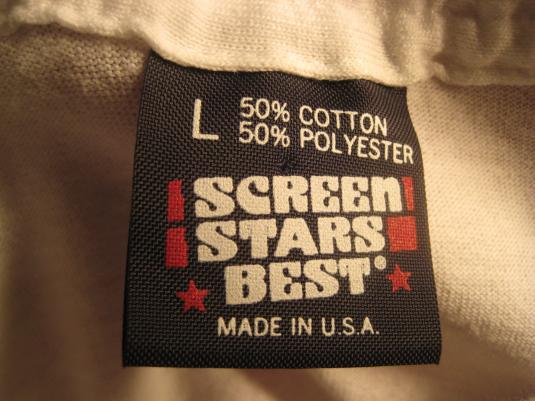 L 50% COTTON
50% POLYESTER
SCREEN
STARS
BEST®
MADE IN U.S.A.